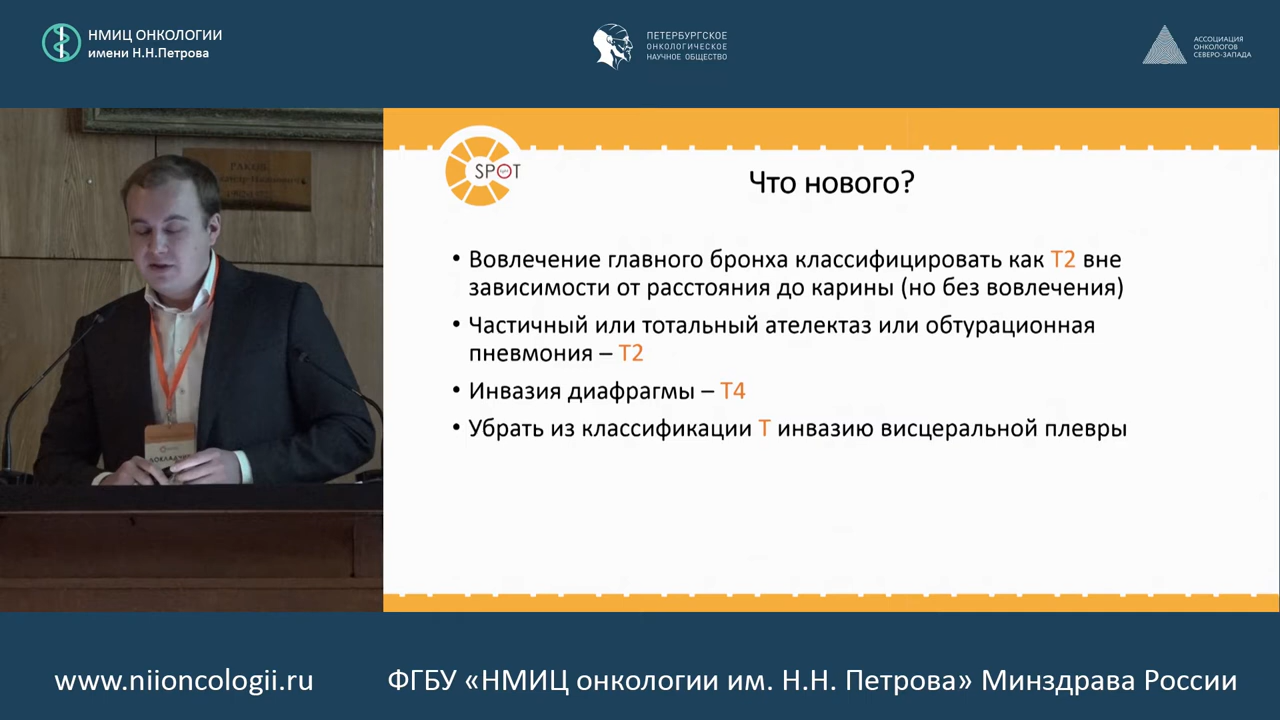 НМИЦ ОНКОЛОГИИ
имени Н.Н.Петрова
ПЕТЕРБУРГСКОЕ
ОНКОЛОГИЧЕСКОЕ
НАУЧНОЕ ОБЩЕСТВО
АССОЦИАЦИЯ
ОНКОЛОГОВ
СЕВЕРО-ЗАПАДА
РАКОВ
SPOT
Что нового?
• Вовлечение главного бронха классифицировать как Т2 вне
зависимости от расстояния до карины (но без вовлечения)
• Частичный или тотальный ателектаз или обтурационная
пневмония – Т2
• Инвазия диафрагмы – Т4
• Убрать из классификации Т инвазию висцеральной плевры
www.niioncologii.ru
ФГБУ «НМИЦ онкологии им. Н.Н. Петрова» Минздрава России